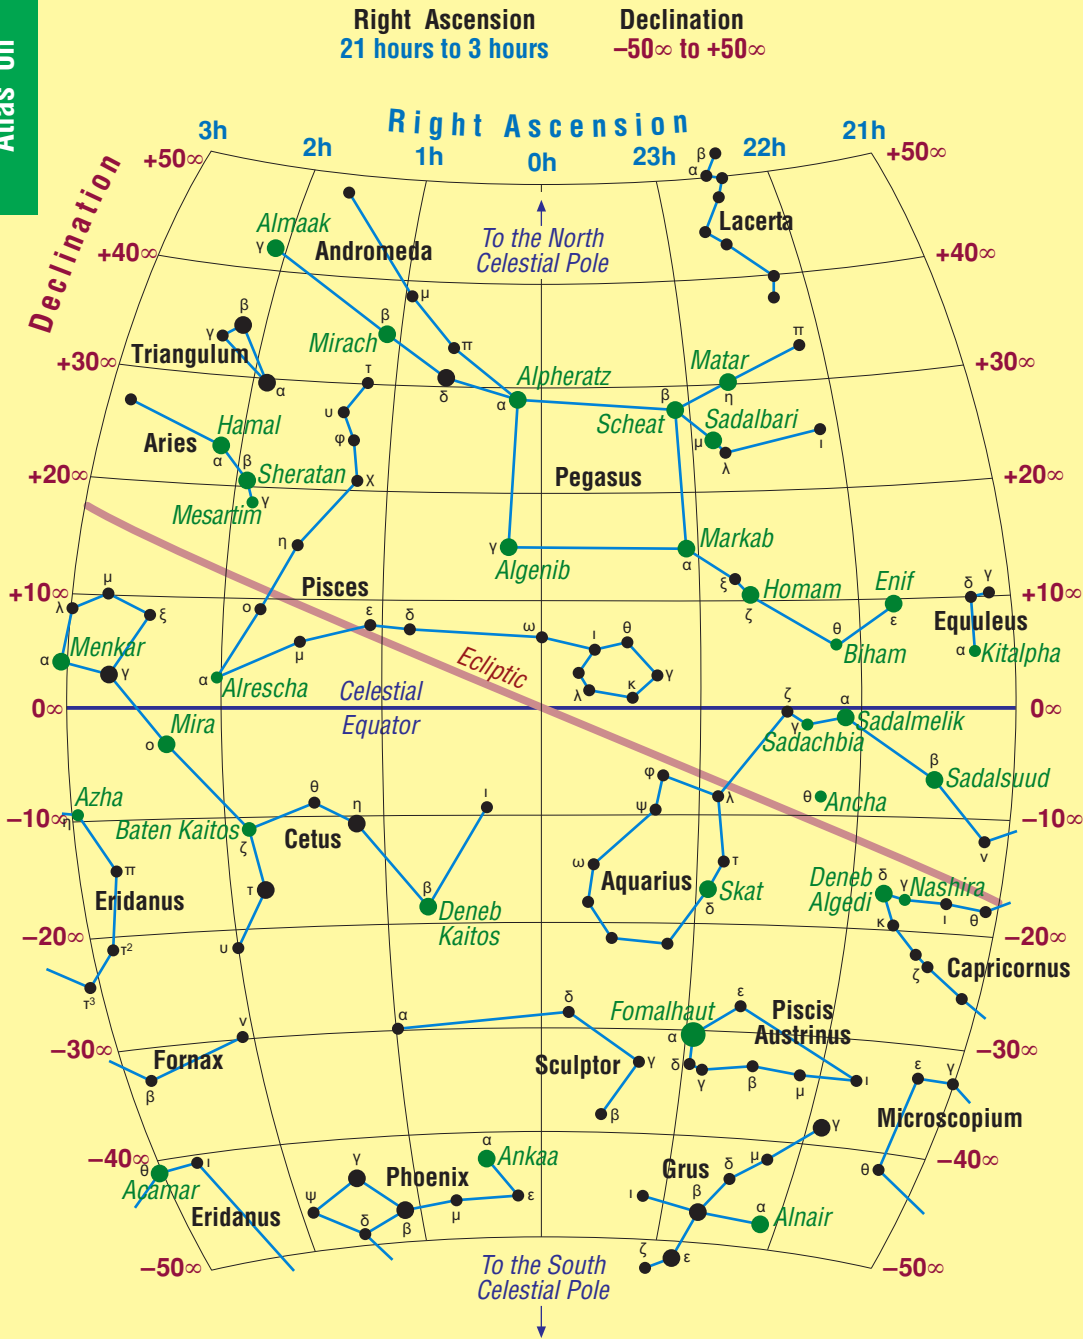 Atlas On
Right Ascension
21 hours to 3 hours
Declination
–50∞ to +50∞
Right Ascension
3h
2h
1h
0h
23h
22h
21h
Declination
+50∞
+50∞
β
α
Lacerta
Almaak
γ
Andromeda
To the North
Celestial Pole
+40∞
+40∞
μ
β
Mirach
π
β
γ
Triangulum
α
π
Matar
η
+30∞
+30∞
τ
δ
Alpheratz
α
β
Scheat
Sadalbari
μ
λ
ι
υ
φ
χ
Aries
Hamal
α
β
Sheratan
γ
Mesartim
Pegasus
+20∞
+20∞
η
γ
Algenib
Markab
α
ξ
Homam
ζ
Enif
ε
δ
γ
Equuleus
α
Kitalpha
θ
Biham
+10∞
+10∞
μ
λ
ξ
Pisces
ο
ε
δ
μ
ω
ι
θ
γ
κ
λ
Menkar
α
γ
α
Alrescha
Ecliptic
Celestial
Equator
0∞
0∞
ζ
γ
Sadachbia
α
Sadalmelik
Mira
ο
β
Sadalsuud
φ
ψ
λ
θ
Ancha
ν
Azha
η
–10∞
–10∞
Baten Kaitos
ζ
θ
η
Cetus
ι
ω
τ
Aquarius
Skat
δ
Deneb
Algedi
δ
γ
Nashira
ι
θ
κ
ζ
Capricornus
π
Eridanus
τ
β
Deneb
Kaitos
–20∞
–20∞
τ²
υ
τ³
ν
Fornax
β
α
δ
Sculptor
γ
β
Fomalhaut
α
ε
Piscis
Austrinus
δ
γ
β
μ
ι
–30∞
–30∞
ε
γ
Microscopium
θ
–40∞
–40∞
θ
ι
Acamar
Eridanus
γ
Phoenix
ψ
δ
β
μ
ε
α
Ankaa
γ
μ
Grus
δ
ι
β
α
Alnair
ζ
ε
To the South
Celestial Pole
–50∞
–50∞